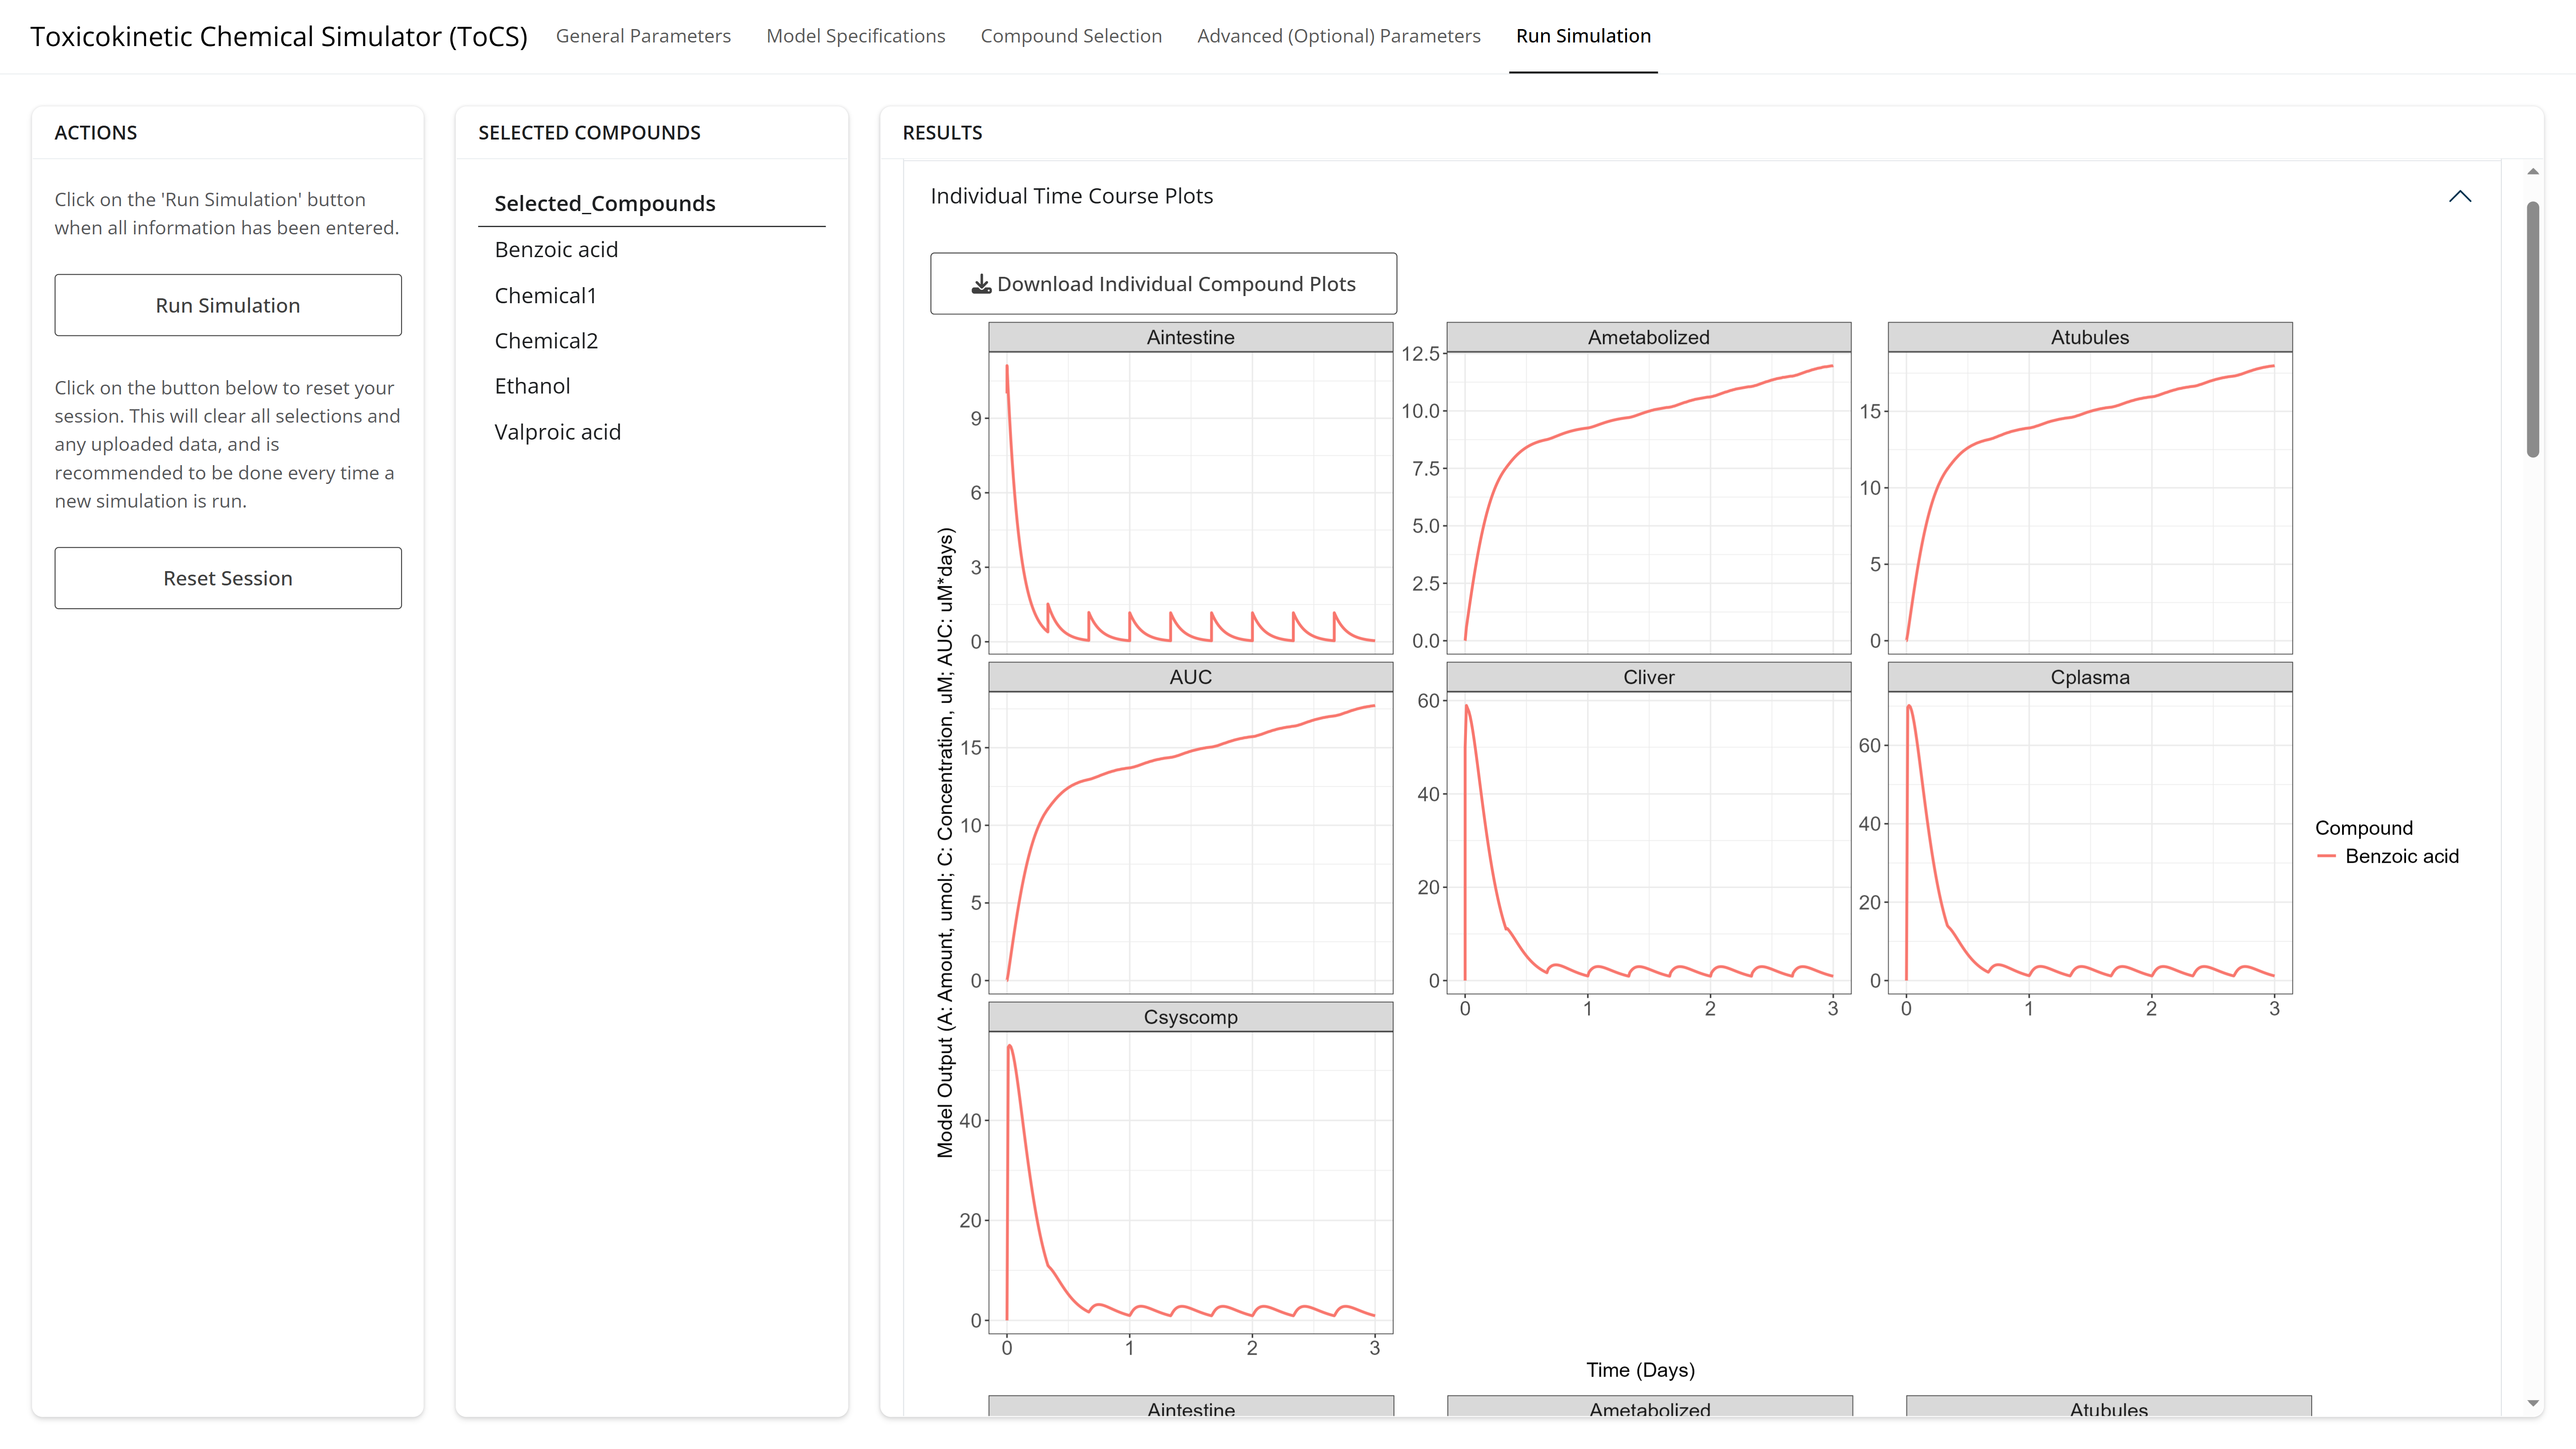 Toxicokinetic Chemical Simulator (ToCS)
General Parameters
Model Specifications
Compound Selection
Advanced (Optional) Parameters
Run Simulation
ACTIONS
Click on the 'Run Simulation' button
when all information has been entered.
Run Simulation
Click on the button below to reset your
session. This will clear all selections and
any uploaded data, and is
recommended to be done every time a
new simulation is run.
Reset Session
SELECTED COMPOUNDS
Selected_Compounds
Benzoic acid
Chemical1
Chemical2
Ethanol
Valproic acid
RESULTS
Individual Time Course Plots
Download Individual Compound Plots
Model Output (A: Amount, umol; C: Concentration, uM; AUC: uM*days)
Aintestine
9
6
3
0
Ametabolized
12.5
10.0
7.5
5.0
2.5
0.0
Atubules
15
10
5
0
AUC
15
10
5
0
Cliver
60
40
20
0
0 1 2 3
Cplasma
60
40
20
0
0 1 2 3
Csyscomp
40
20
0
0 1 2 3
Time (Days)
Compound
Benzoic acid
Aintestine
Ametabolized
Atubules